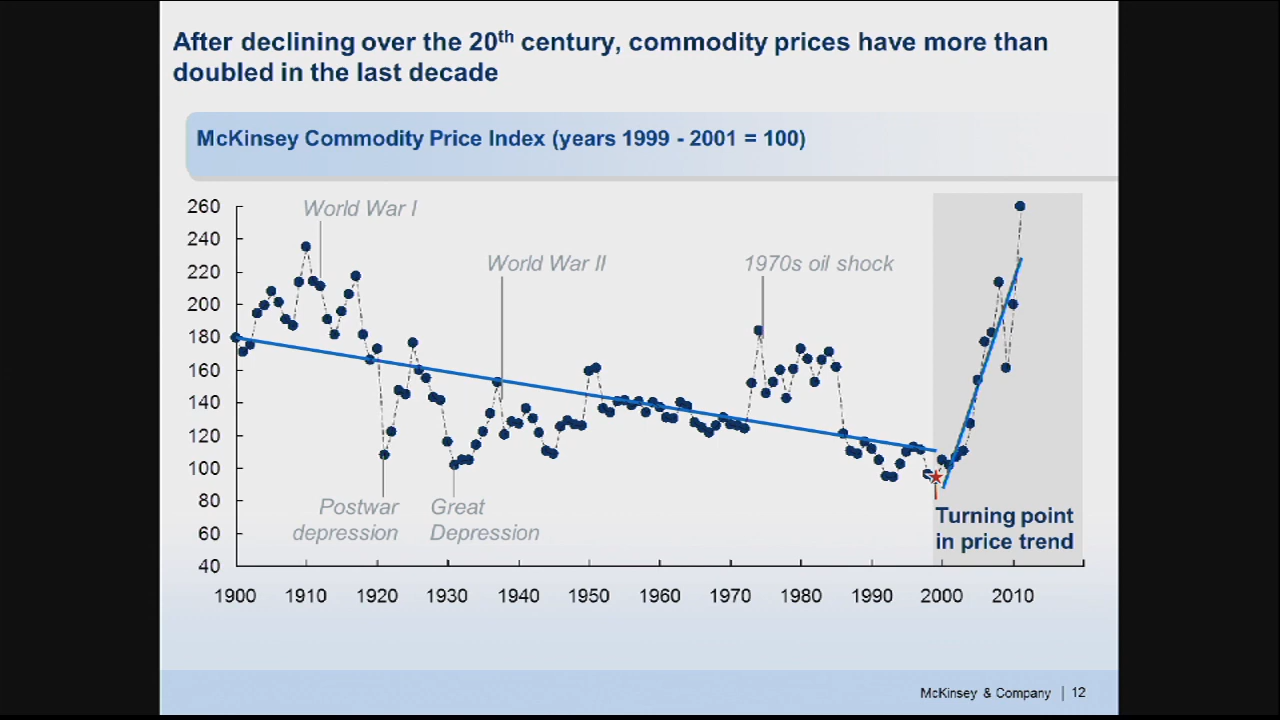 After declining over the 20th century, commodity prices have more than
doubled in the last decade
McKinsey Commodity Price Index (years 1999 - 2001 = 100)
260
240
220
200
180
160
140
120
100
80
60
40
World War I
World War II
1970s oil shock
Postwar
depression
Great
Depression
Turning point
in price trend
1900 1910 1920 1930 1940 1950 1960 1970 1980 1990 2000 2010
McKinsey & Company | 12